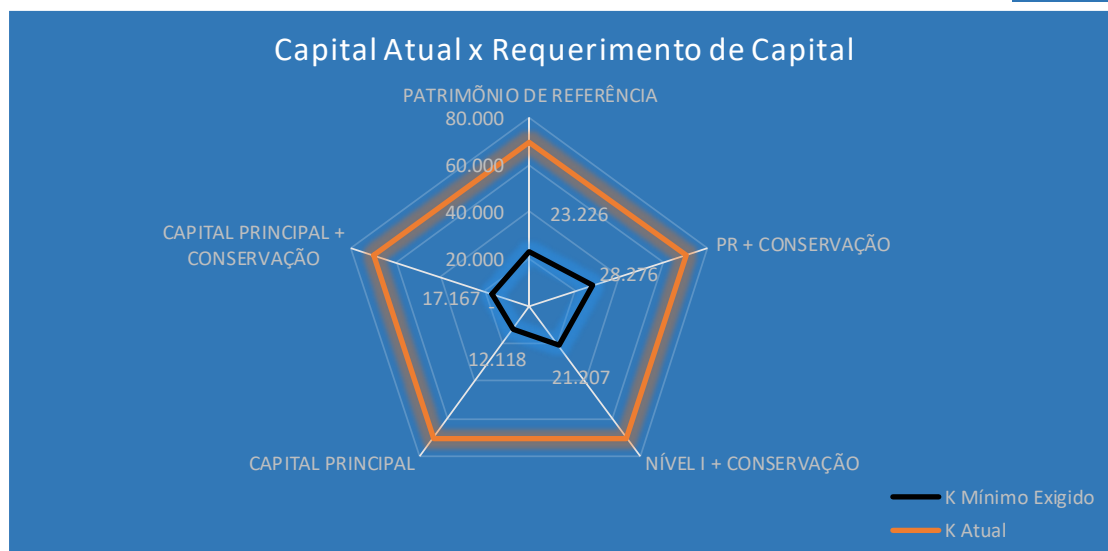 Capital Atual x Requerimento de Capital
PATRIMÕNIO DE REFERÊNCIA
80.000
60.000
40.000
20.000
-
23.226
PR + CONSERVAÇÃO
28.276
NÍVEL I + CONSERVAÇÃO
21.207
CAPITAL PRINCIPAL
12.118
CAPITAL PRINCIPAL +
CONSERVAÇÃO
17.167
K Mínimo Exigido
K Atual